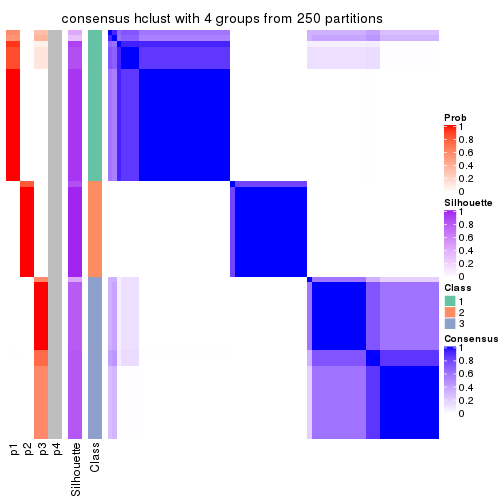 consensus hclust with 4 groups from 250 partitions
Prob
1
0.8
0.6
0.4
0.2
0
Silhouette
1
0.8
0.6
0.4
0.2
0
Class
1
2
3
Consensus
1
0.8
0.6
0.4
0.2
0
p1
p2
p3
p4
Silhouette
Class